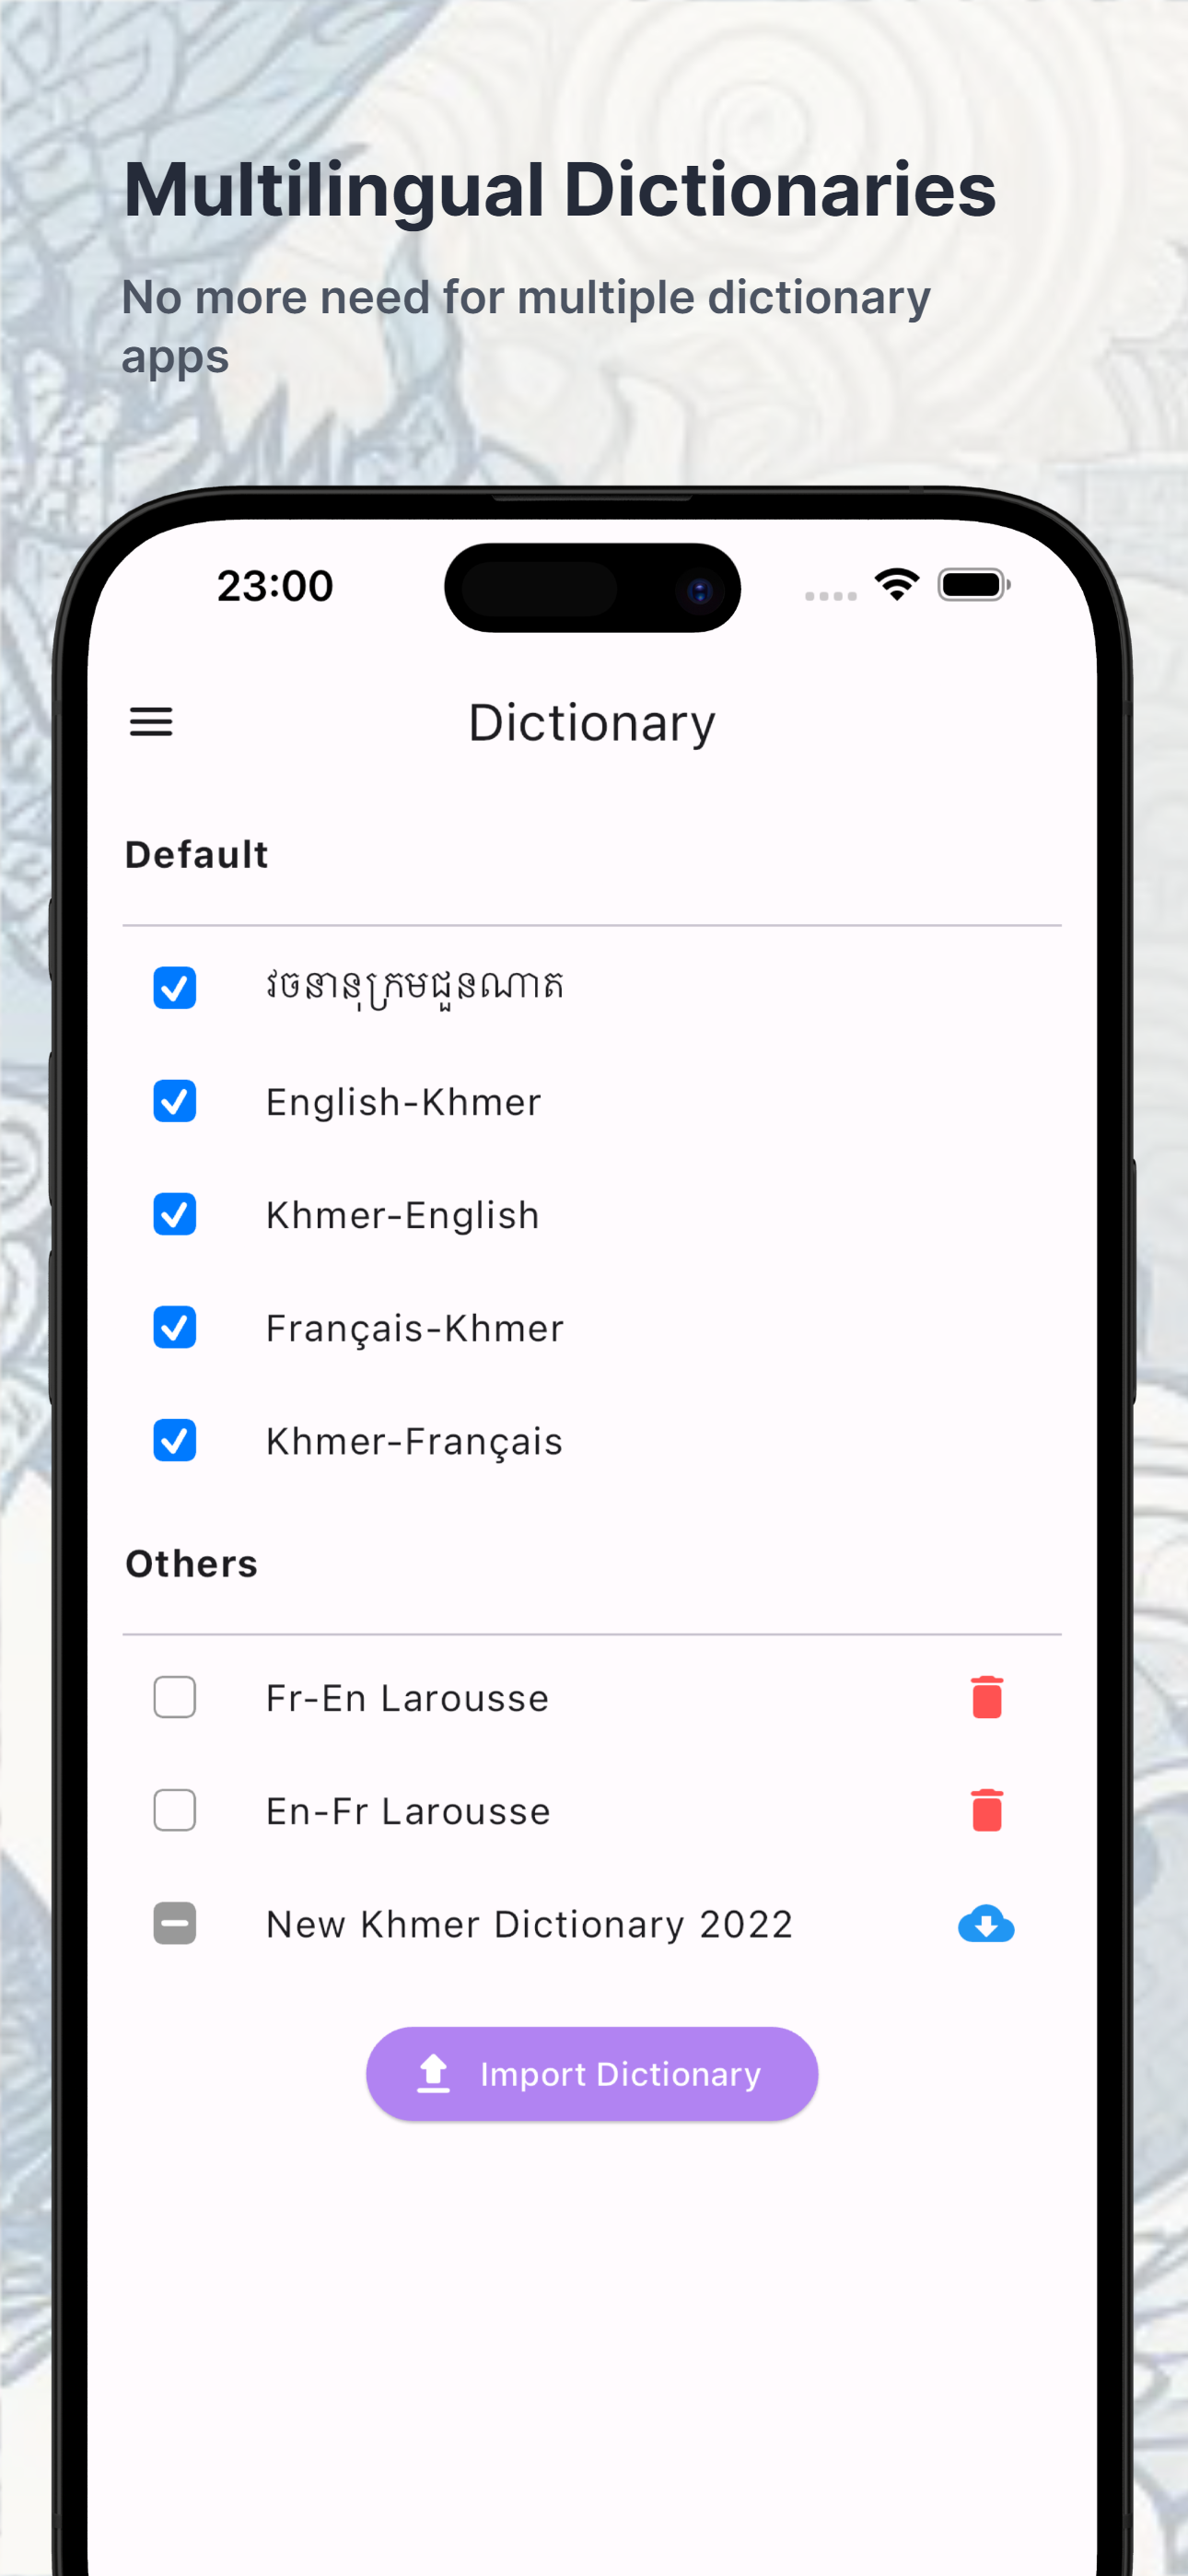 Multilingual Dictionaries
No more need for multiple dictionary
apps
23:00
Dictionary
Default
វចនានុក្រមជួនណាត
English-Khmer
Khmer-English
Français-Khmer
Khmer-Français
Others
Fr-En Larousse
En-Fr Larousse
New Khmer Dictionary 2022
Import Dictionary